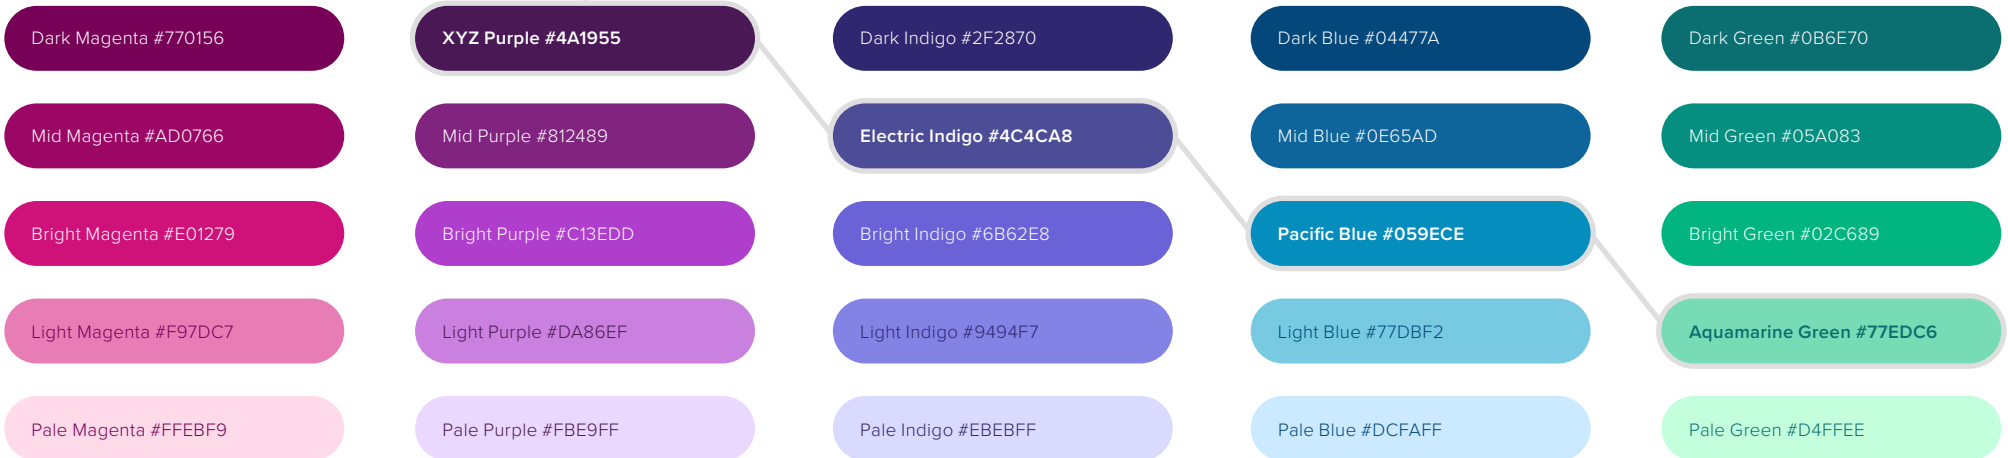 Dark Magenta #770156
XYZ Purple #4A1955
Dark Indigo #2F2870
Dark Blue #04477A
Dark Green #0B6E70
Mid Magenta #AD0766
Mid Purple #812489
Electric Indigo #4C4CA8
Mid Blue #0E65AD
Mid Green #05A083
Bright Magenta #E01279
Bright Purple #C13EDD
Bright Indigo #6B62E8
Pacific Blue #059ECE
Bright Green #02C689
Light Magenta #F97DC7
Light Purple #DA86EF
Light Indigo #9494F7
Light Blue #77DBF2
Aquamarine Green #77EDC6
Pale Magenta #FFEBF9
Pale Purple #FBE9FF
Pale Indigo #EBEBFF
Pale Blue #DCFAFF
Pale Green #D4FFEE